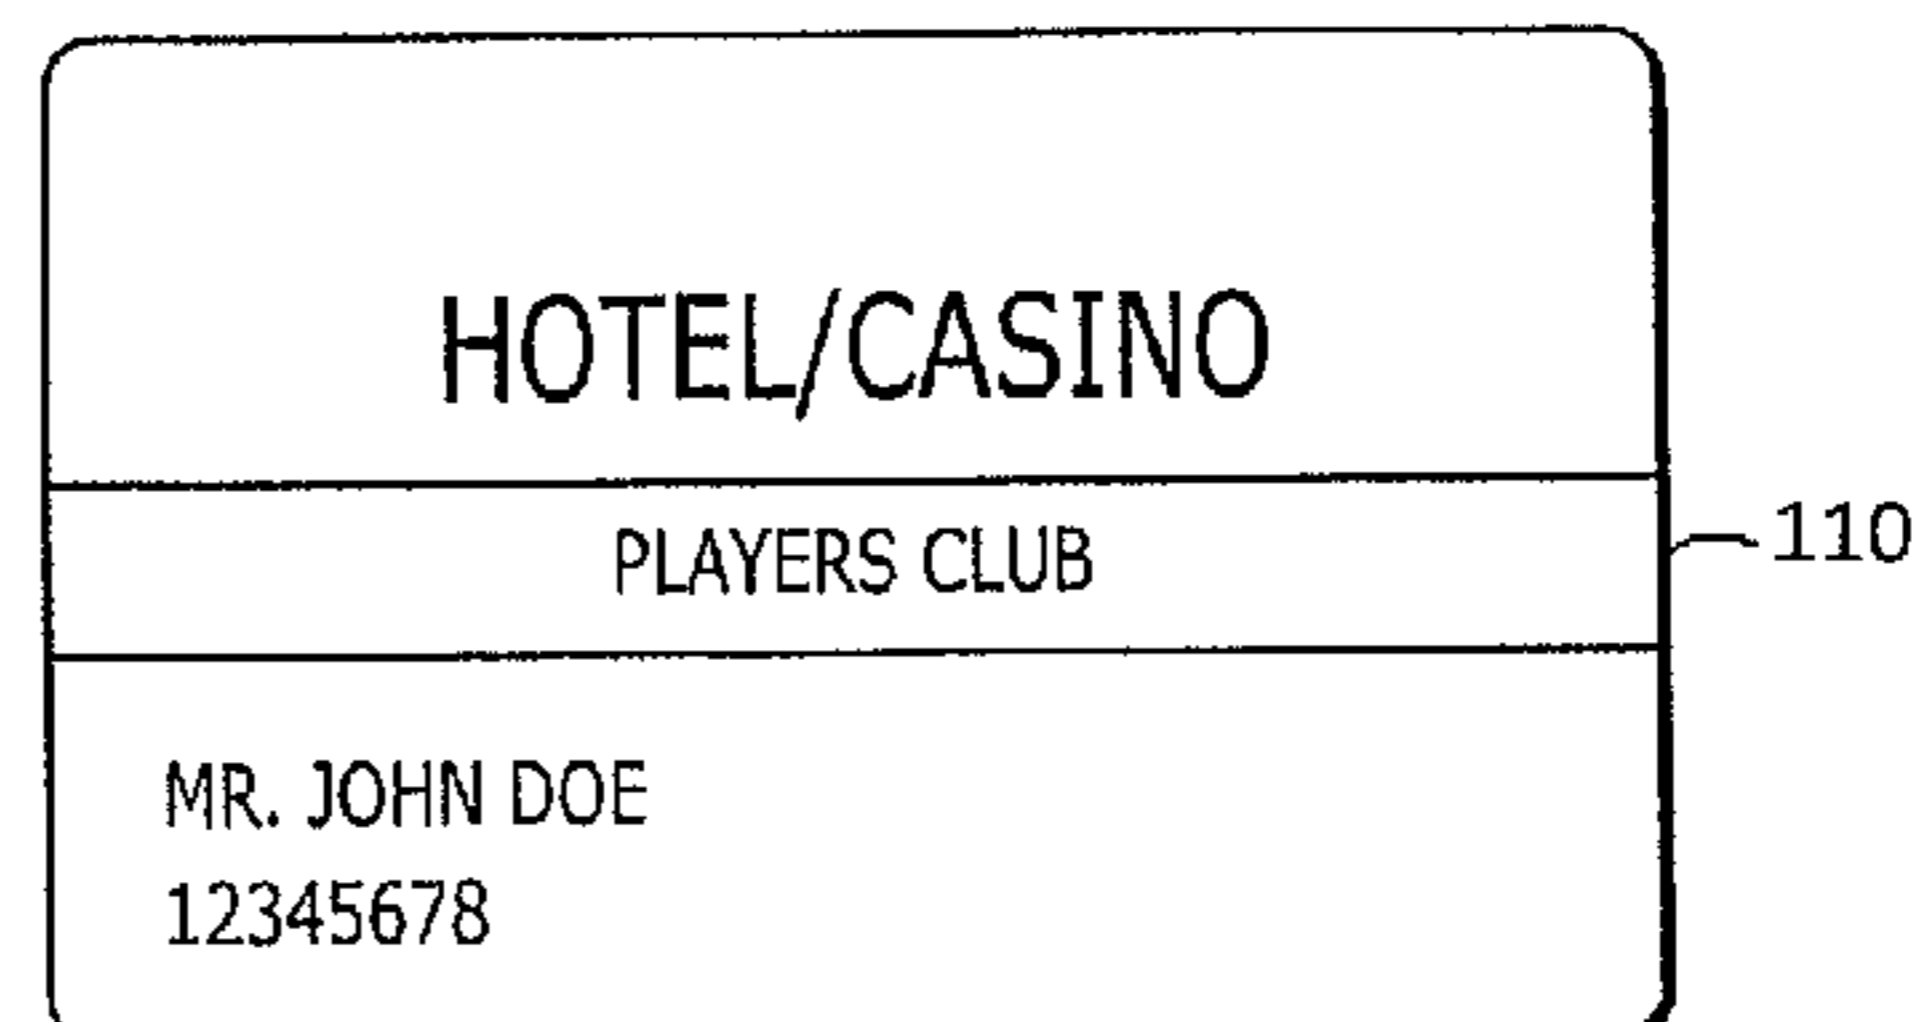 HOTEL/CASINO
PLAYERS CLUB
110
MR. JOHN DOE
12345678